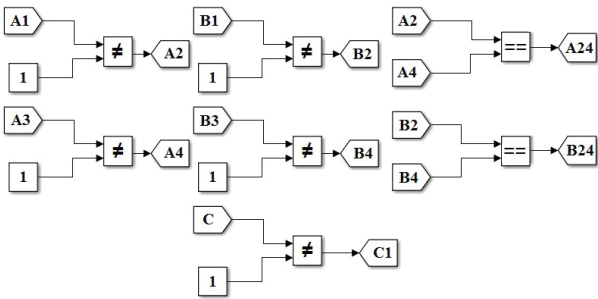 A1 ≠ A2
1
B1 ≠ B2
1
A2 == A24
A4
A3 ≠ A4
1
B3 ≠ B4
1
B2 == B24
B4
C ≠ C1
1